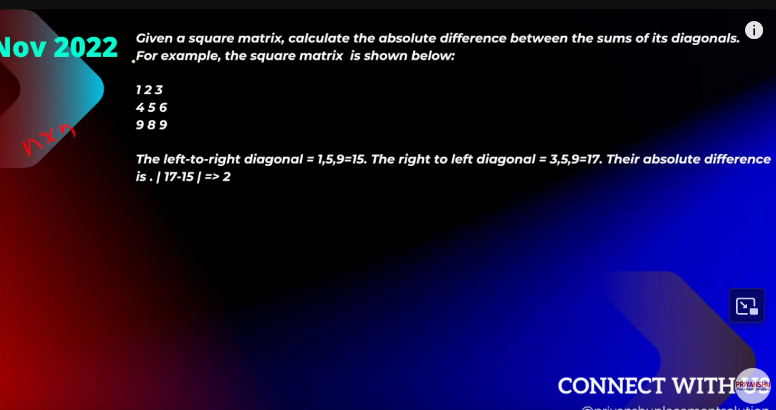 Nov 2022
Given a square matrix, calculate the absolute difference between the sums of its diagonals.
For example, the square matrix is shown below:
1 2 3
4 5 6
9 8 9
n×n
The left-to-right diagonal = 1,5,9=15. The right to left diagonal = 3,5,9=17. Their absolute difference
is . | 17-15 | => 2
CONNECT WITH US
PRIYANSHU